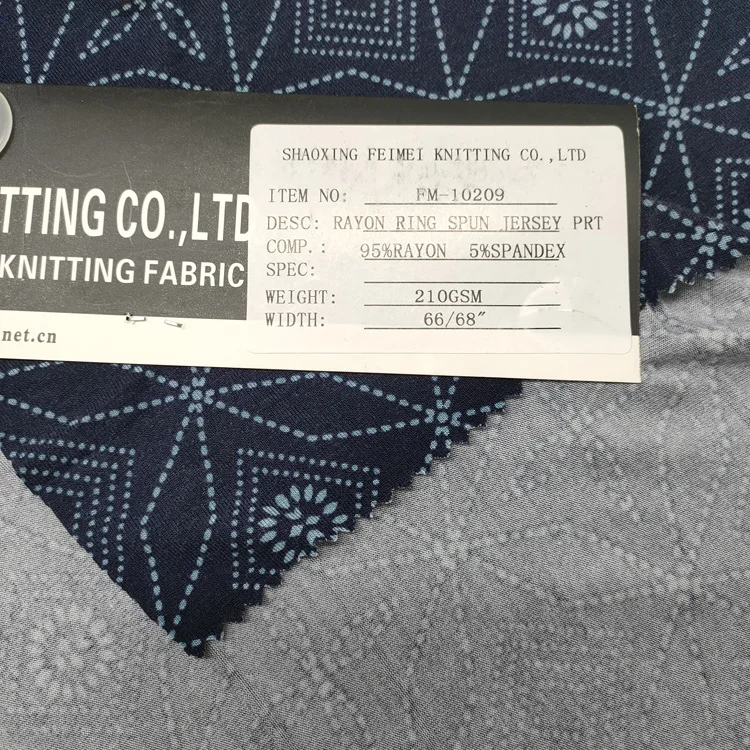 TTING CO.,LTD
KNITTING FABRIC
net.cn
SHAOXING FEIMEI KNITTING CO.,LTD
ITEM NO: FM-10209
DESC: RAYON RING SPUN JERSEY PRT
COMP.: 95%RAYON 5%SPANDEX
SPEC:
WEIGHT: 210GSM
WIDTH: 66/68″